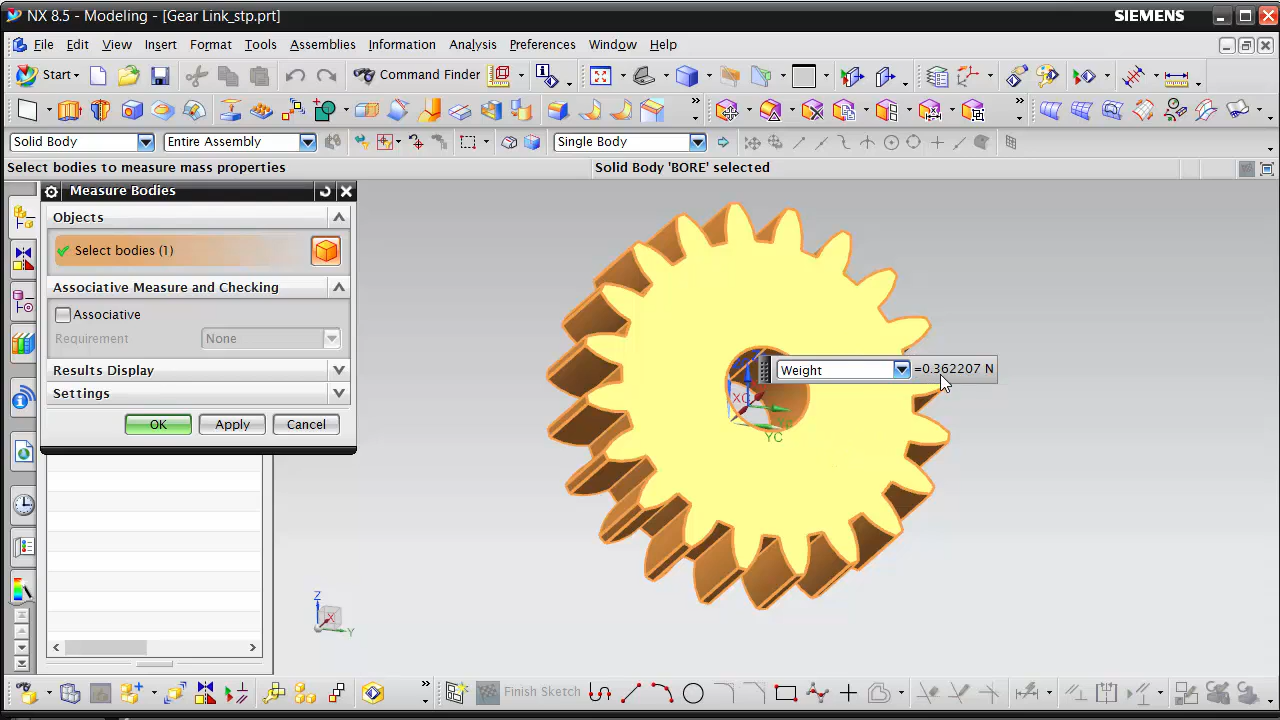 NX 8.5 - Modeling - [Gear Link_stp.prt]
SIEMENS
File Edit View Insert Format Tools Assemblies Information Analysis Preferences Window Help
Start
Command Finder
Solid Body
Entire Assembly
Single Body
Select bodies to measure mass properties
Solid Body 'BORE' selected
Measure Bodies
Objects
Select bodies (1)
Associative Measure and Checking
Associative
Requirement
None
Results Display
Settings
OK
Apply
Cancel
Weight
=0.362207 N
XC
YC
Z
X
Y
Finish Sketch